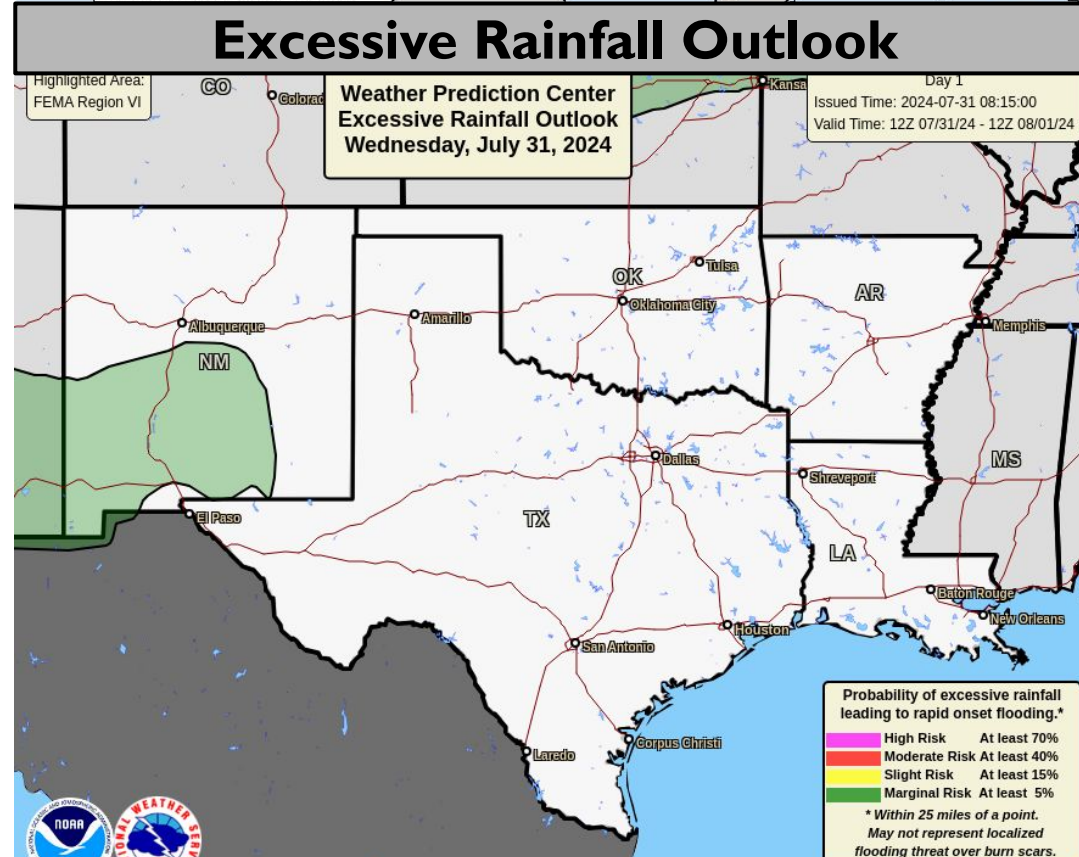 Excessive Rainfall Outlook
Highlighted Area:
FEMA Region VI
Weather Prediction Center
Excessive Rainfall Outlook
Wednesday, July 31, 2024
Day 1
Issued Time: 2024-07-31 08:15:00
Valid Time: 12Z 07/31/24 - 12Z 08/01/24
CO
Colorad
Kansa
OK
Tulsa
Oklahoma City
AR
Amarillo
Albuquerque
Memphis
NM
Dallas
MS
Shreveport
El Paso
TX
LA
Baton Rouge
New Orleans
Houston
San Antonio
Corpus Christi
Laredo
Probability of excessive rainfall
leading to rapid onset flooding.*
High Risk At least 70%
Moderate Risk At least 40%
Slight Risk At least 15%
Marginal Risk At least 5%
* Within 25 miles of a point.
May not represent localized
flooding threat over burn scars.
NOAA
NAL WEATHER SERV